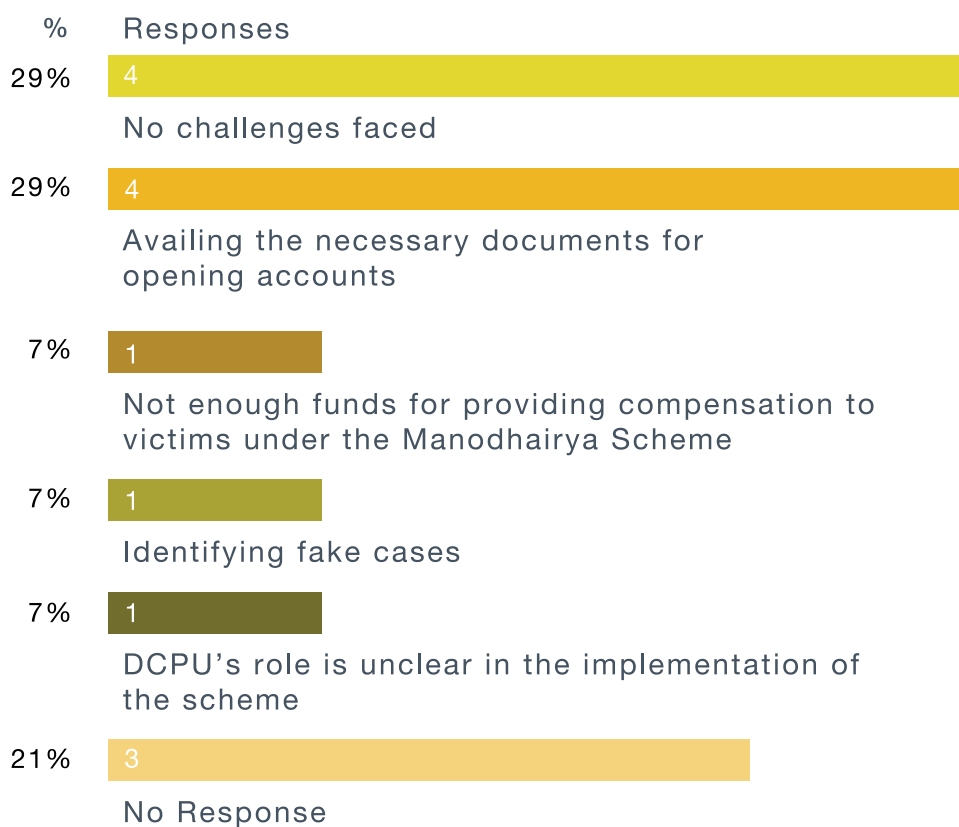 % Responses
29% 4
No challenges faced
29% 4
Availing the necessary documents for
opening accounts
7% 1
Not enough funds for providing compensation to
victims under the Manodhairya Scheme
7% 1
Identifying fake cases
7% 1
DCPU’s role is unclear in the implementation of
the scheme
21% 3
No Response